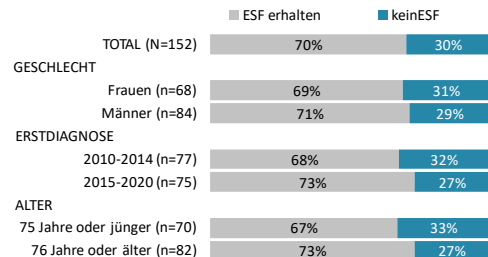 ESF erhalten keinESF
TOTAL (N=152) 70% 30%
GESCHLECHT
Frauen (n=68) 69% 31%
Männer (n=84) 71% 29%
ERSTDIAGNOSE
2010-2014 (n=77) 68% 32%
2015-2020 (n=75) 73% 27%
ALTER
75 Jahre oder jünger (n=70) 67% 33%
76 Jahre oder älter (n=82) 73% 27%